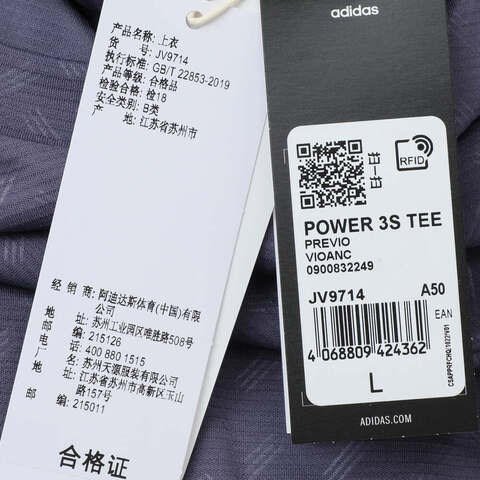 产品名称: 上衣
货 号: JV9714
执行标准: GB/T 22853-2019
产品等级: 合格品
检验合格: 检18
安全类别: B类
产 地: 江苏省苏州市
经 销 商: 阿迪达斯体育(中国)有限公司
地 址: 苏州工业园区唯胜路508号
邮 编: 215126
电 话: 400 880 1515
制 造 商: 苏州天源服装有限公司
地 址: 江苏省苏州市高新区玉山路157号
邮 编: 215011
合格证
adidas
RFID
POWER 3S TEE
PREVIO
VIOANC
0900832249
JV9714 A50
EAN
4 068809 424362
L
ADIDAS.COM